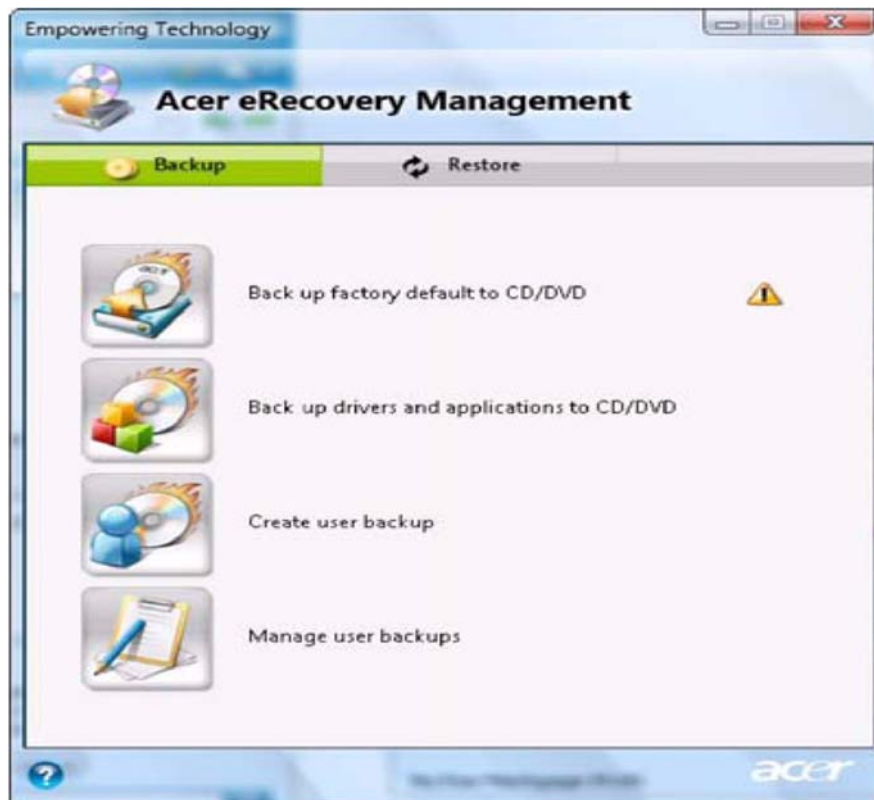 Empowering Technology
Acer eRecovery Management
Backup
Restore
Back up factory default to CD/DVD
Back up drivers and applications to CD/DVD
Create user backup
Manage user backups
acer